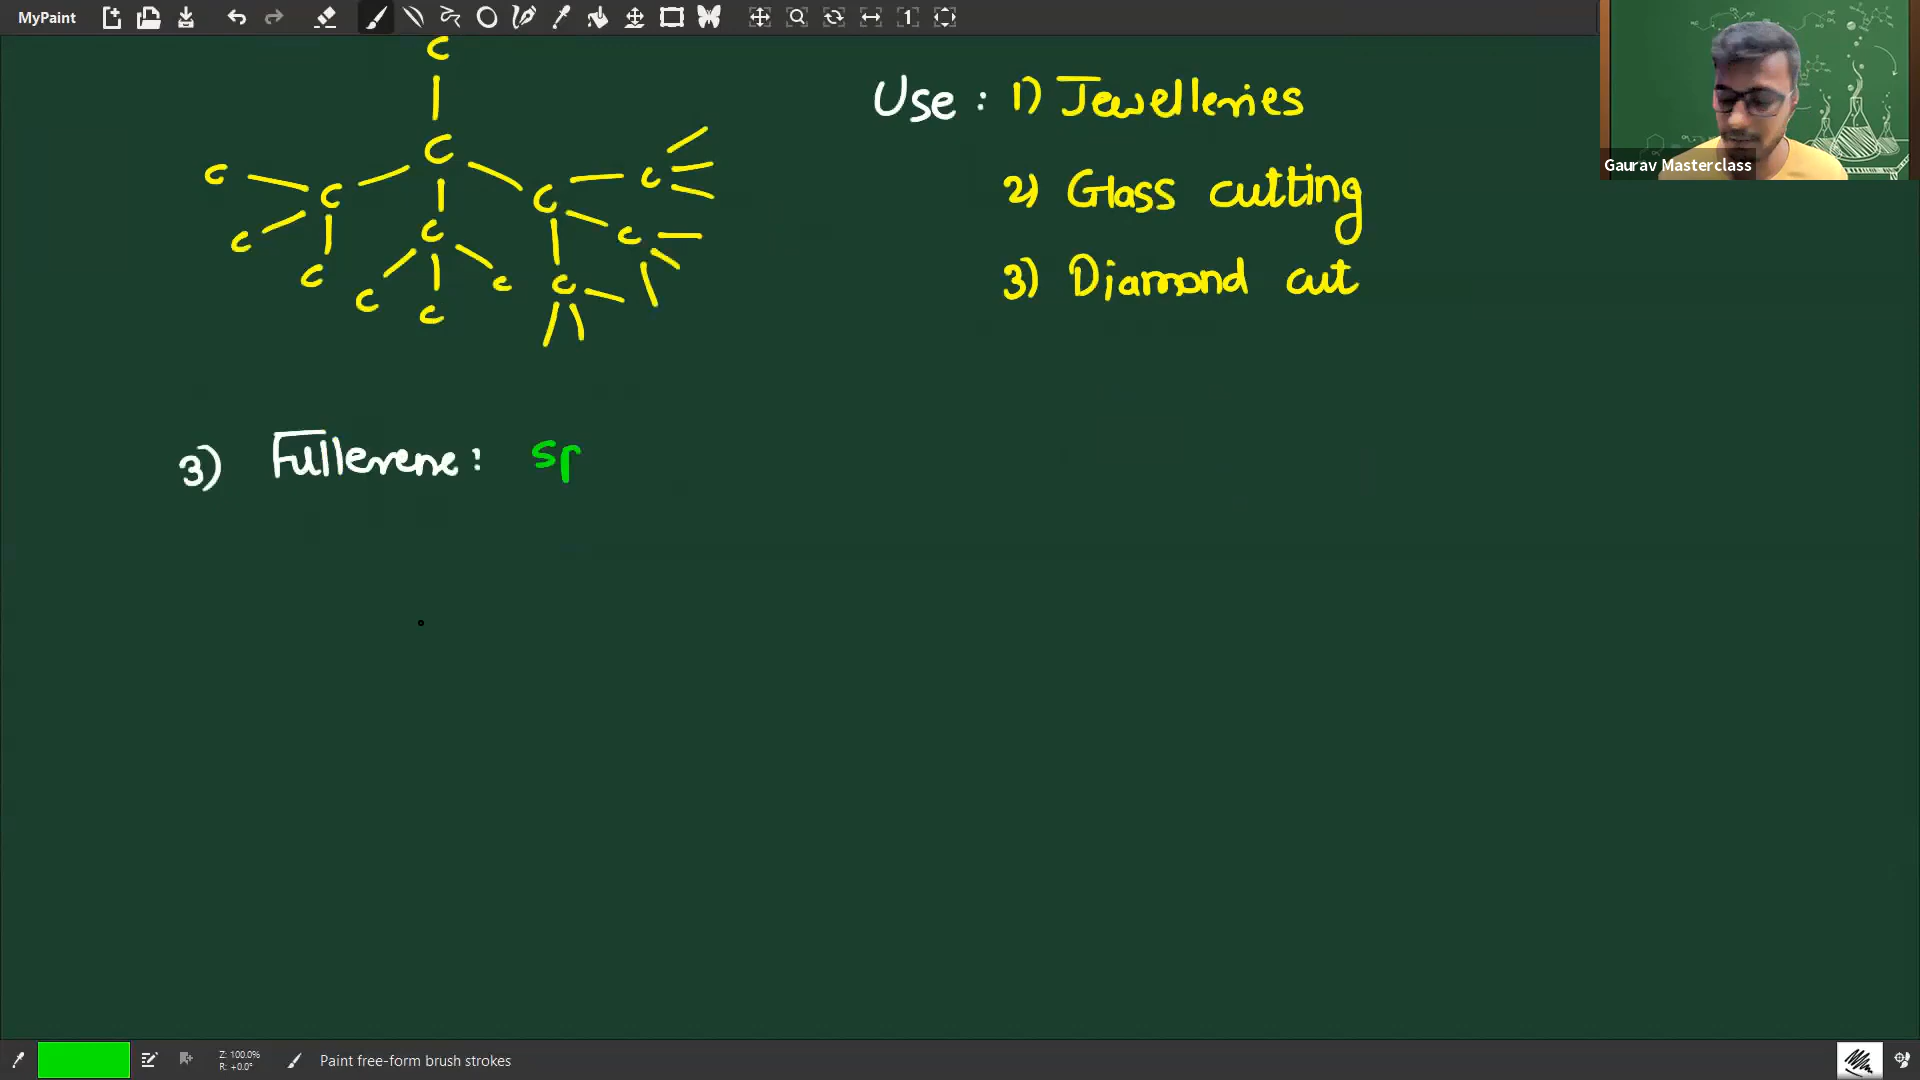 MyPaint
1
Gaurav Masterclass
C
C
C C C C
C C C
C C C C
C C
Use : 1) Jewelleries
2) Glass cutting
3) Diamond cut
3) Fullerene : sp
Z: 100.0%
R: +0.0°
Paint free-form brush strokes